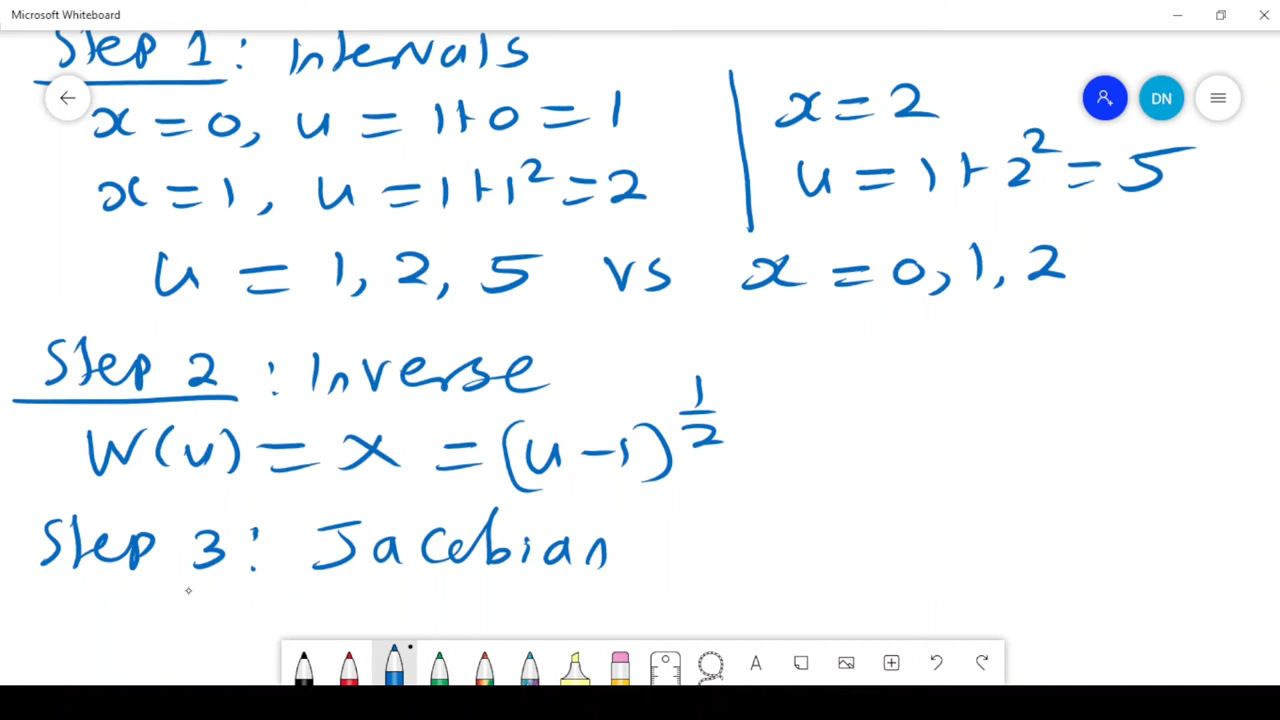 Microsoft Whiteboard
Step 1: Intervals
x = 0, u = 1+0 = 1
x = 1, u = 1+1² = 2
x = 2
u = 1+2² = 5
DN
u = 1, 2, 5 vs x = 0, 1, 2
Step 2: Inverse
W(u) = x = (u-1)^1/2
Step 3: Jacebian
A